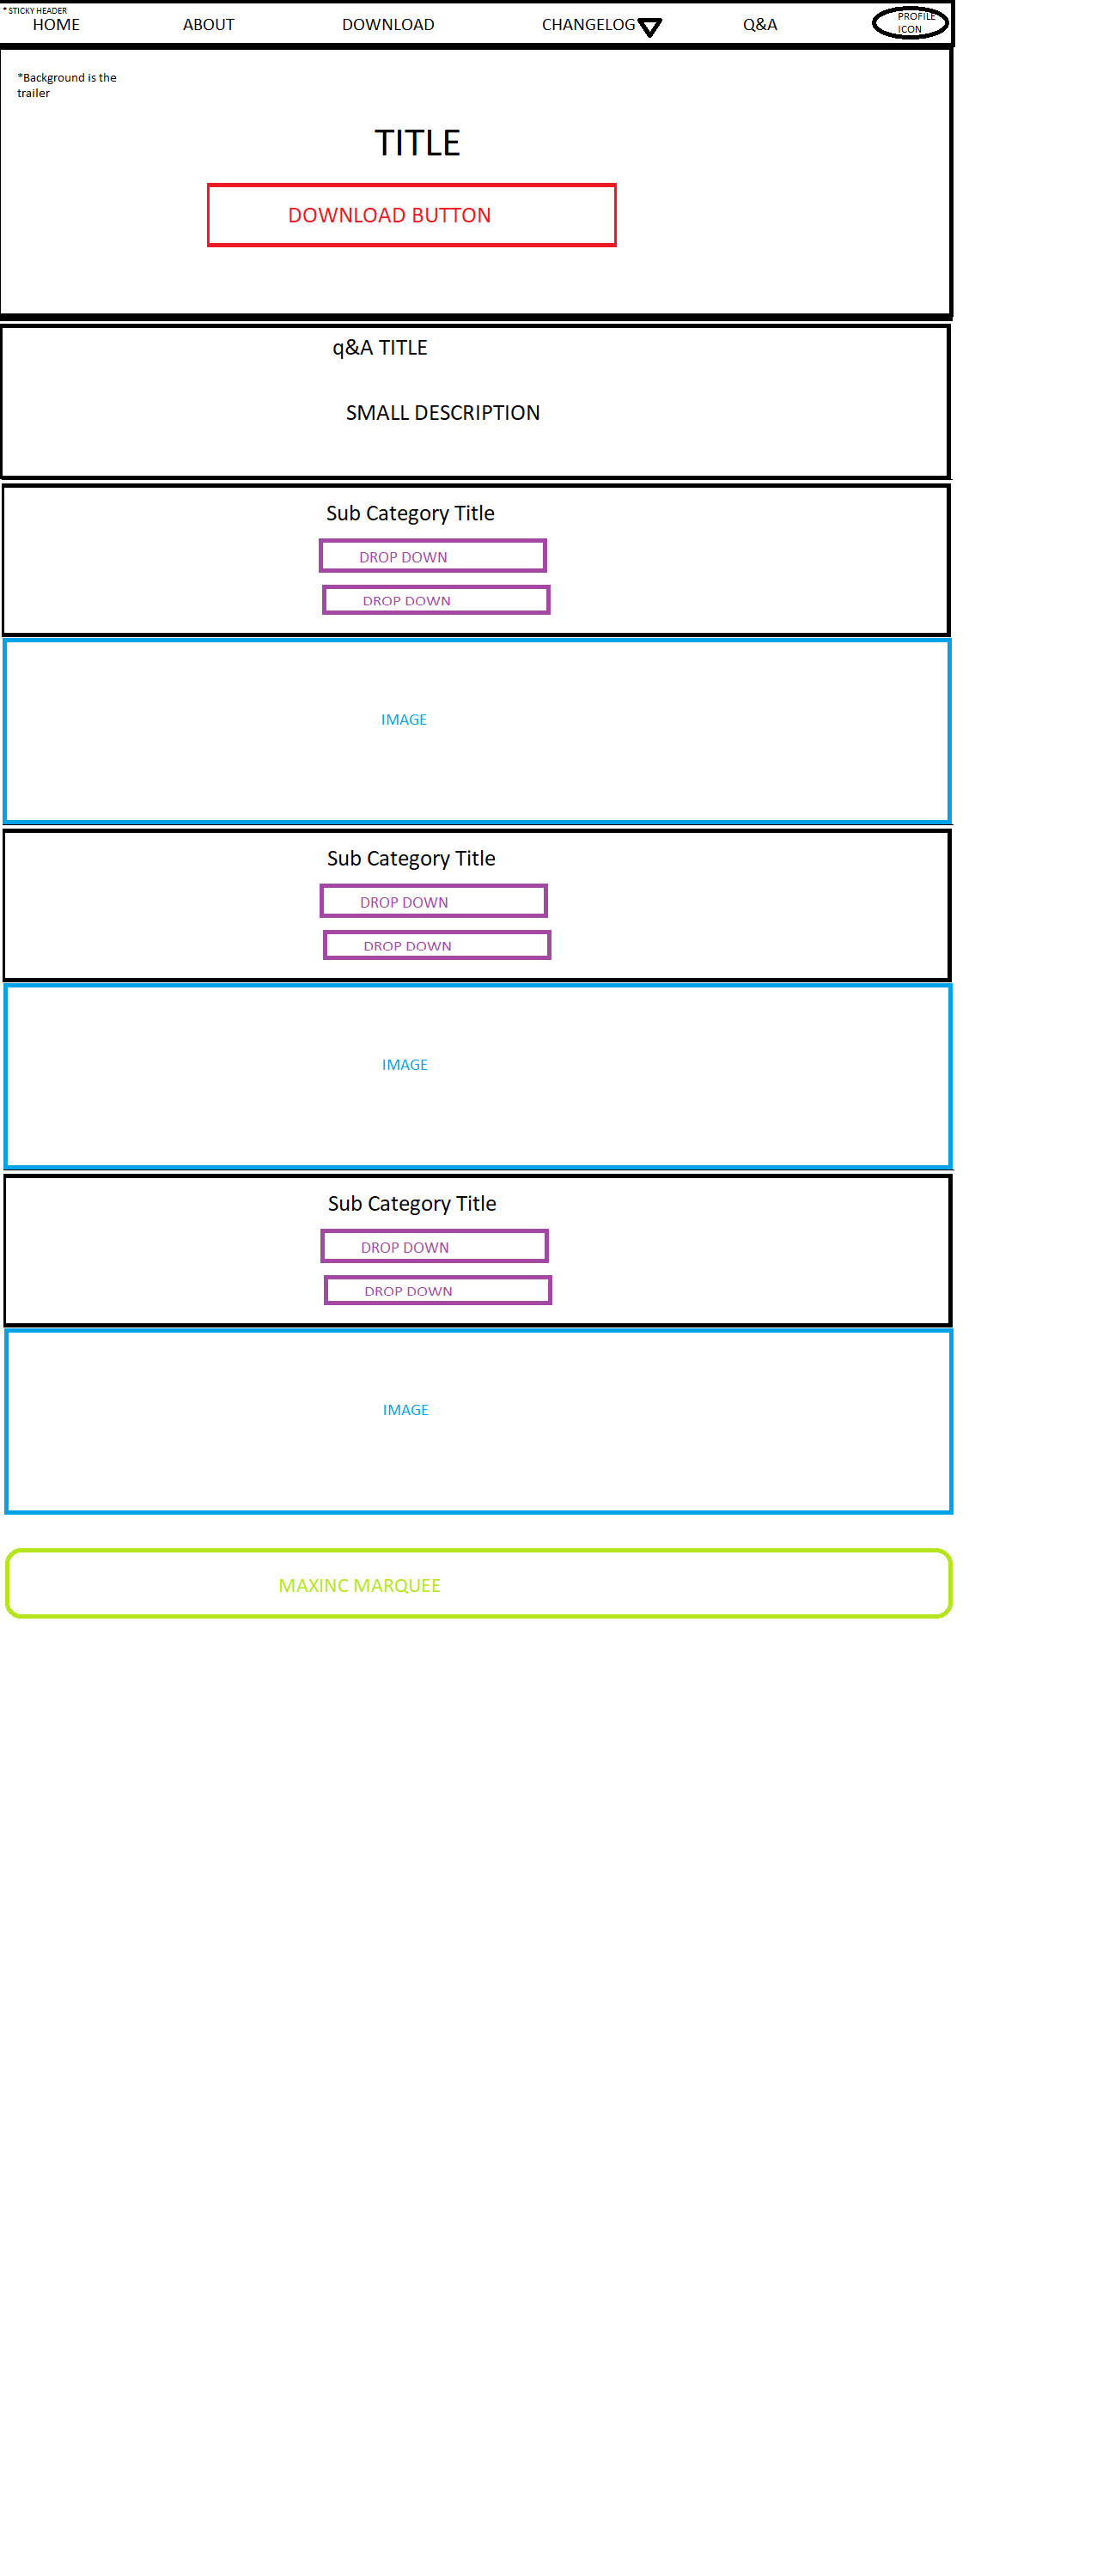 * STICKY HEADER
HOME ABOUT DOWNLOAD CHANGELOG Q&A PROFILE
ICON
*Background is the
trailer
TITLE
DOWNLOAD BUTTON
q&A TITLE
SMALL DESCRIPTION
Sub Category Title
DROP DOWN
DROP DOWN
IMAGE
Sub Category Title
DROP DOWN
DROP DOWN
IMAGE
Sub Category Title
DROP DOWN
DROP DOWN
IMAGE
MAXINC MARQUEE